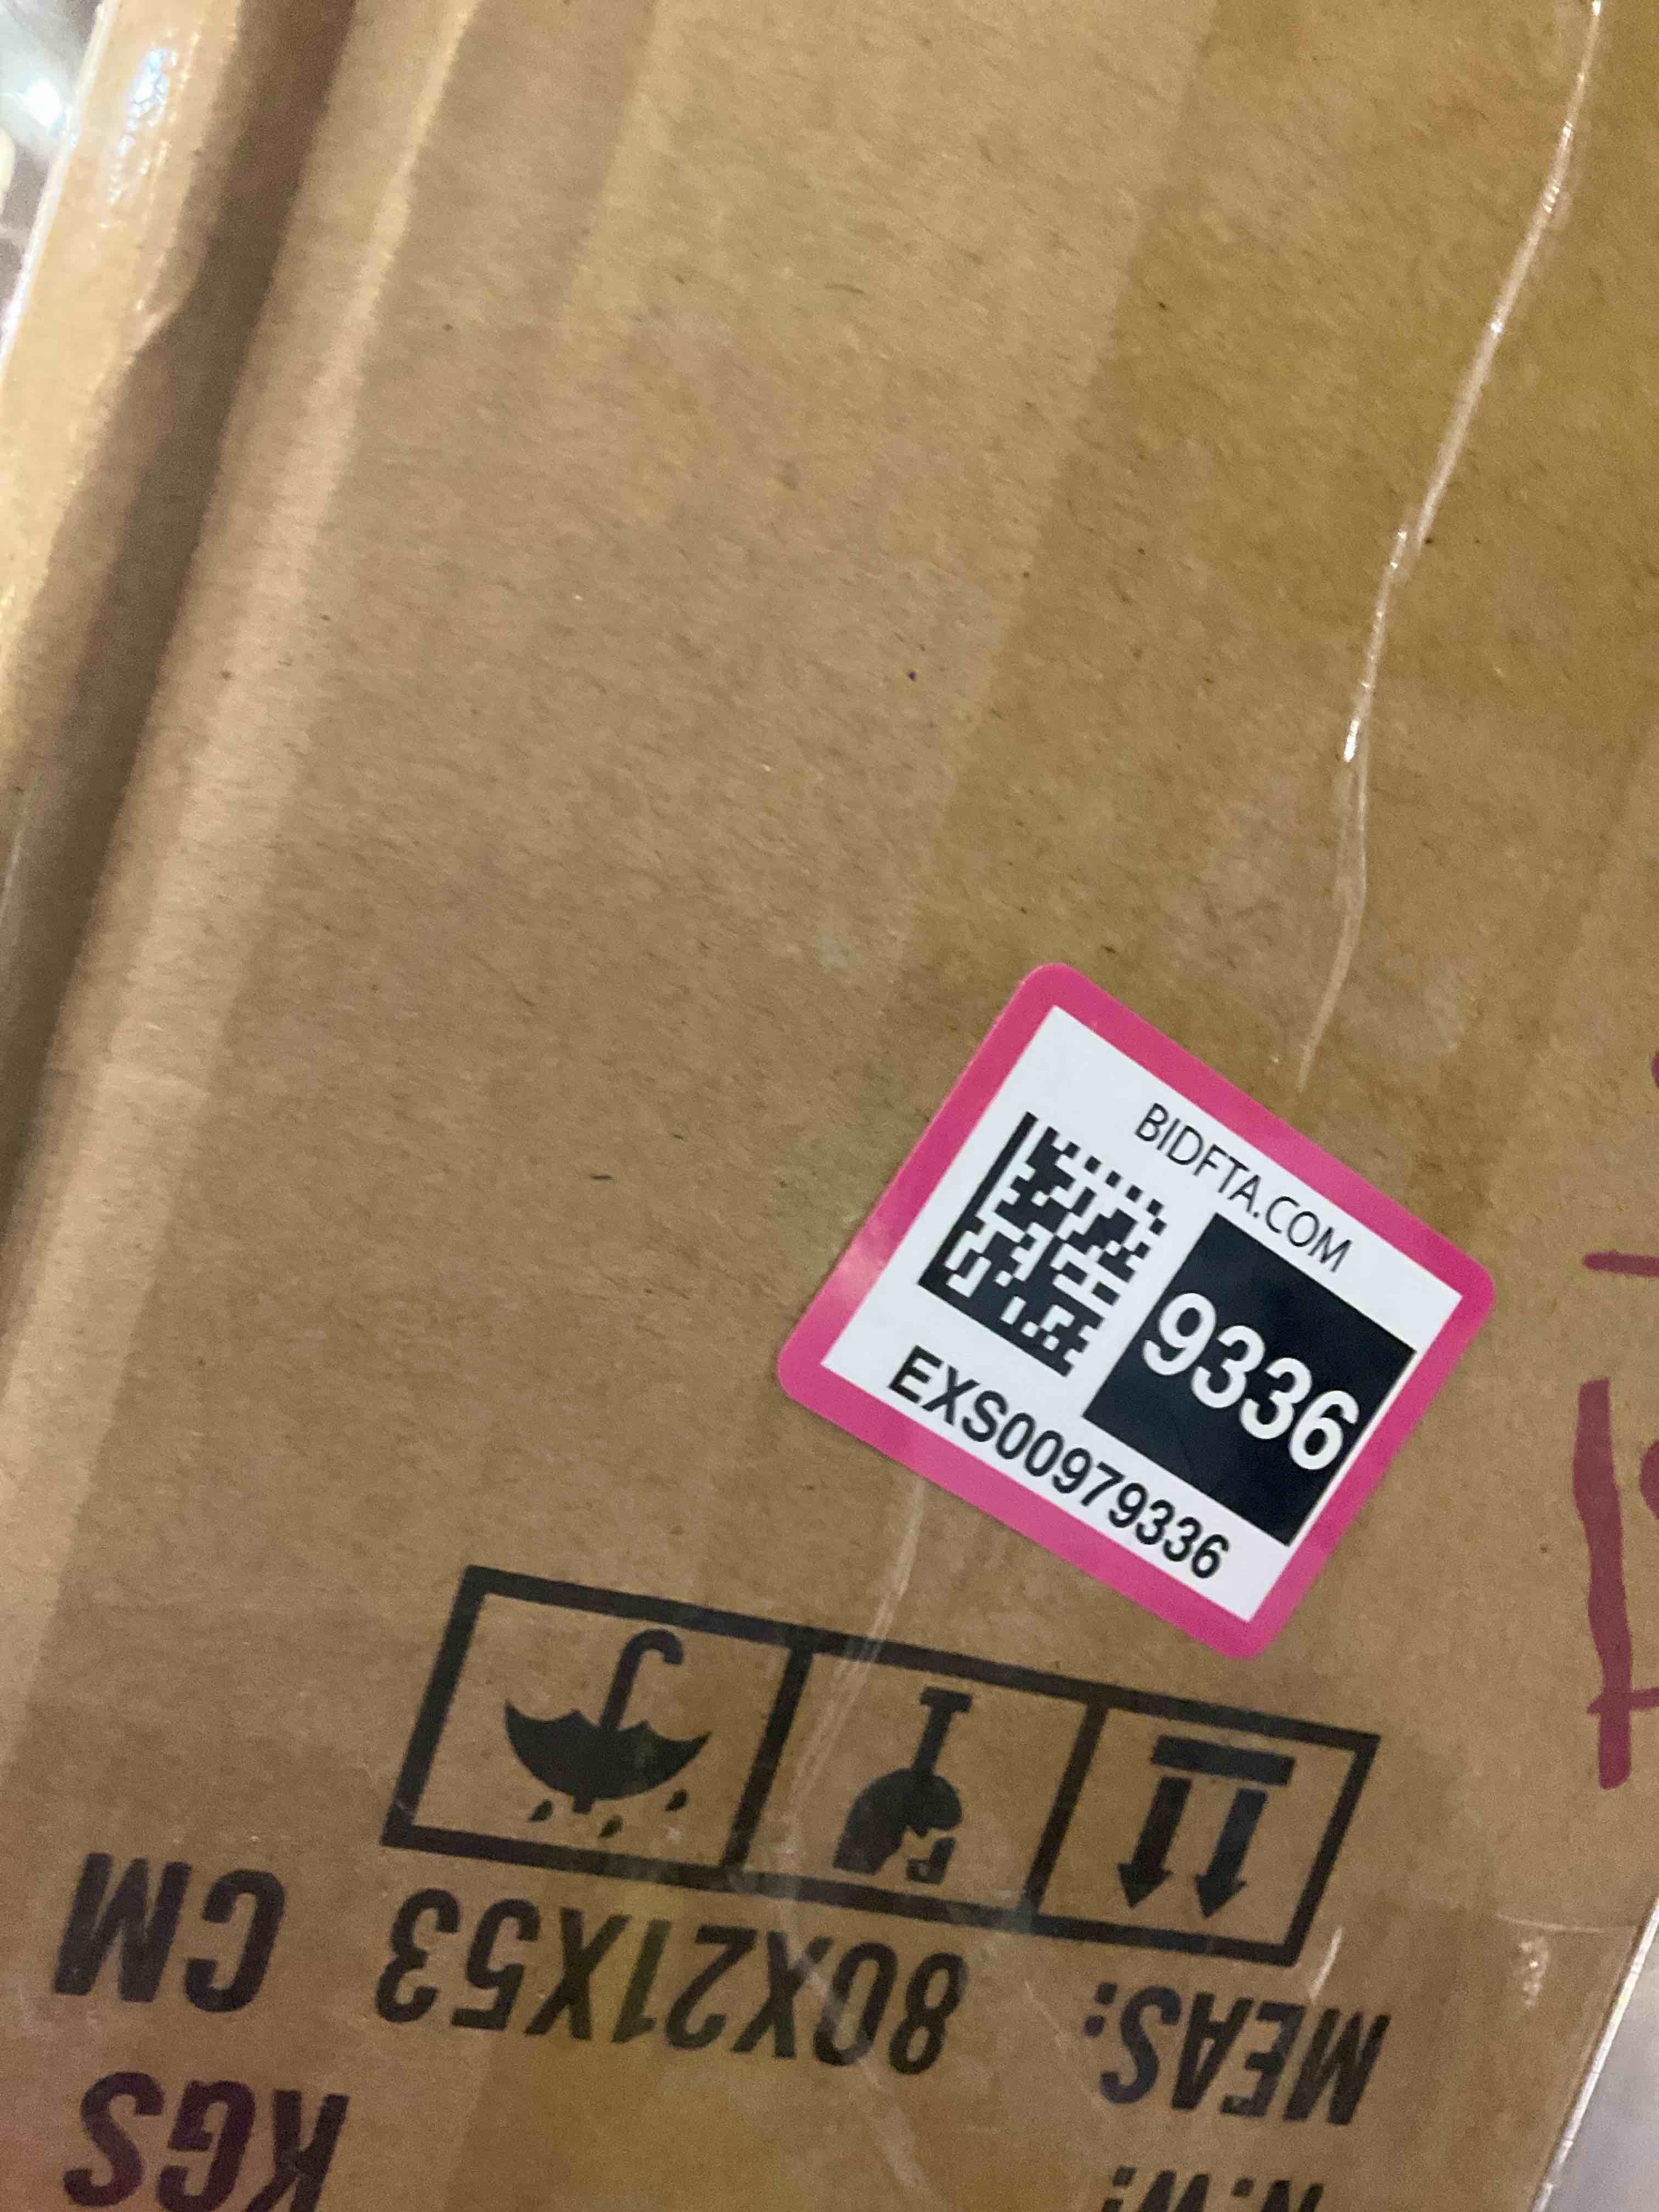 BIDFTA.COM
9336
EXS00979336
N.W:
KGS
MEAS: 80X21X53 CM